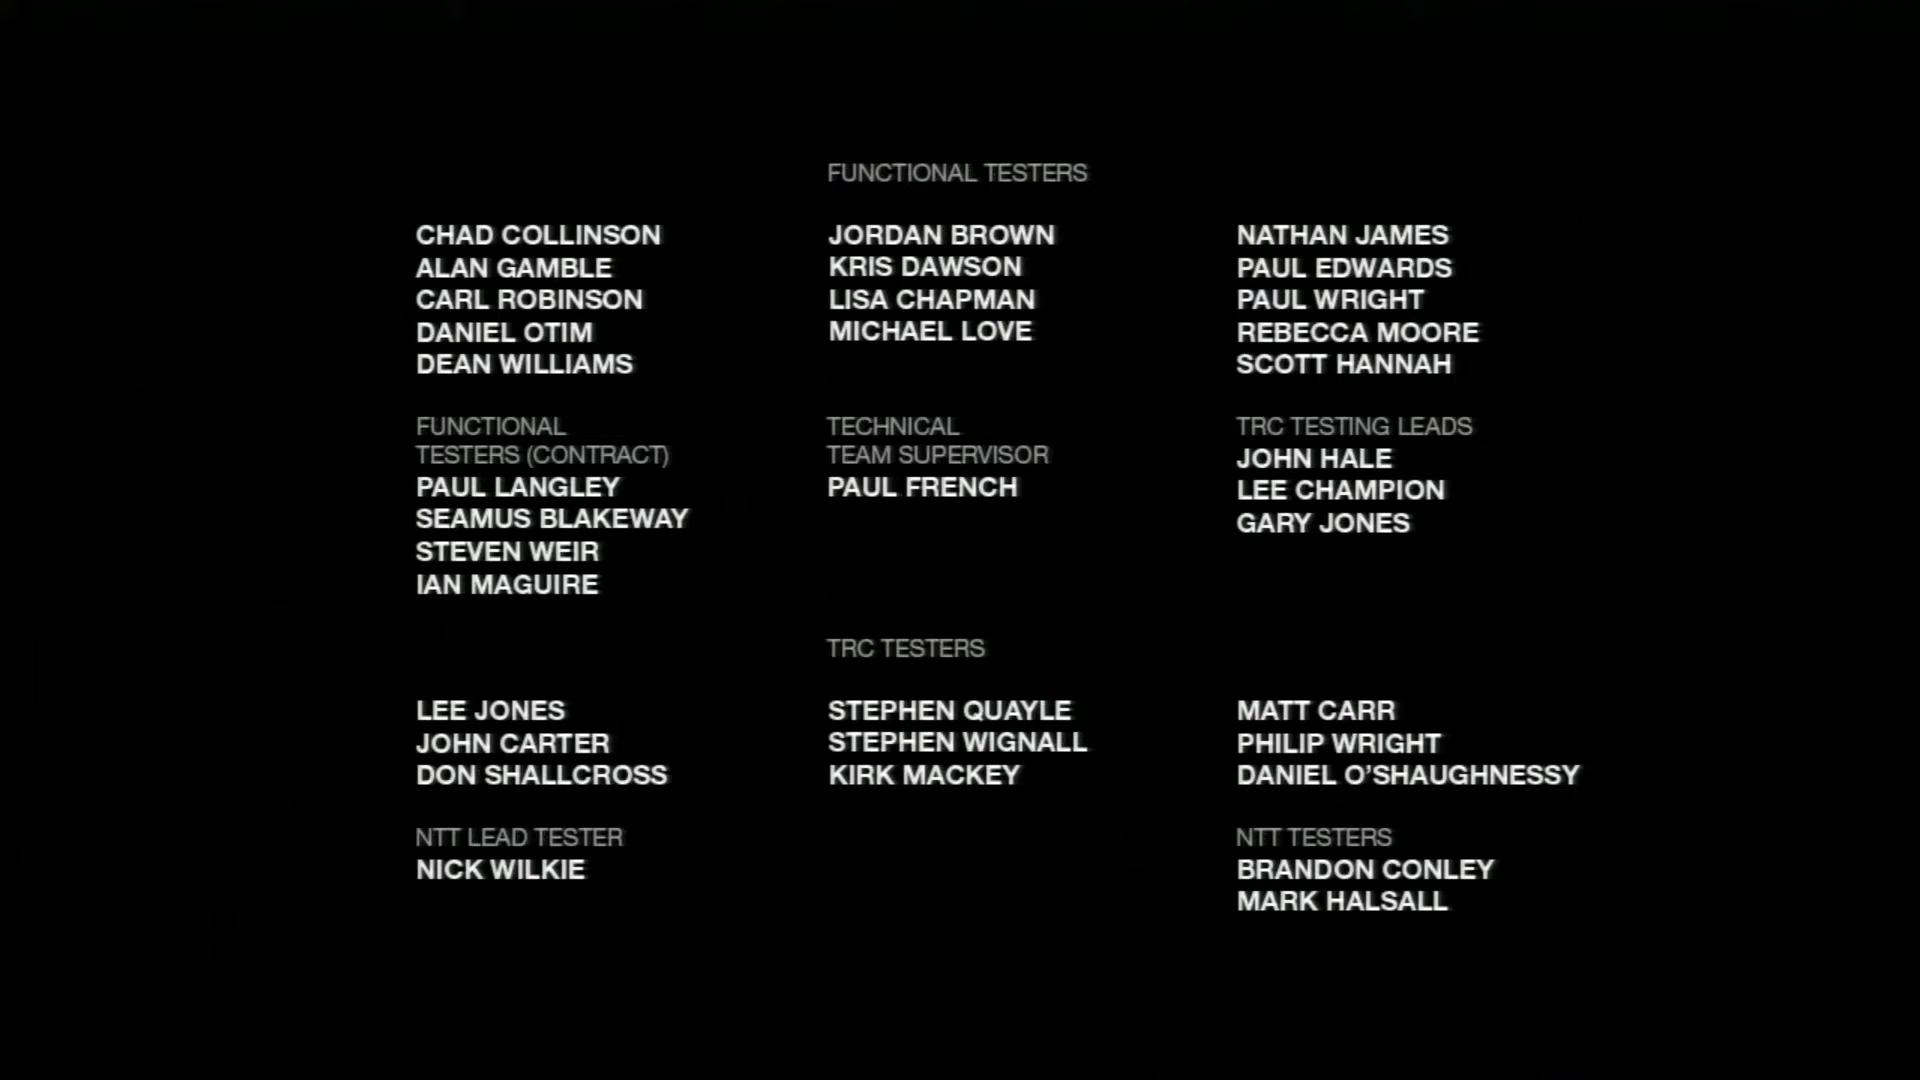 FUNCTIONAL TESTERS
CHAD COLLINSON
ALAN GAMBLE
CARL ROBINSON
DANIEL OTIM
DEAN WILLIAMS
JORDAN BROWN
KRIS DAWSON
LISA CHAPMAN
MICHAEL LOVE
NATHAN JAMES
PAUL EDWARDS
PAUL WRIGHT
REBECCA MOORE
SCOTT HANNAH
FUNCTIONAL
TESTERS (CONTRACT)
PAUL LANGLEY
SEAMUS BLAKEWAY
STEVEN WEIR
IAN MAGUIRE
TECHNICAL
TEAM SUPERVISOR
PAUL FRENCH
TRC TESTING LEADS
JOHN HALE
LEE CHAMPION
GARY JONES
TRC TESTERS
LEE JONES
JOHN CARTER
DON SHALLCROSS
STEPHEN QUAYLE
STEPHEN WIGNALL
KIRK MACKEY
MATT CARR
PHILIP WRIGHT
DANIEL O’SHAUGHNESSY
NTT LEAD TESTER
NICK WILKIE
NTT TESTERS
BRANDON CONLEY
MARK HALSALL